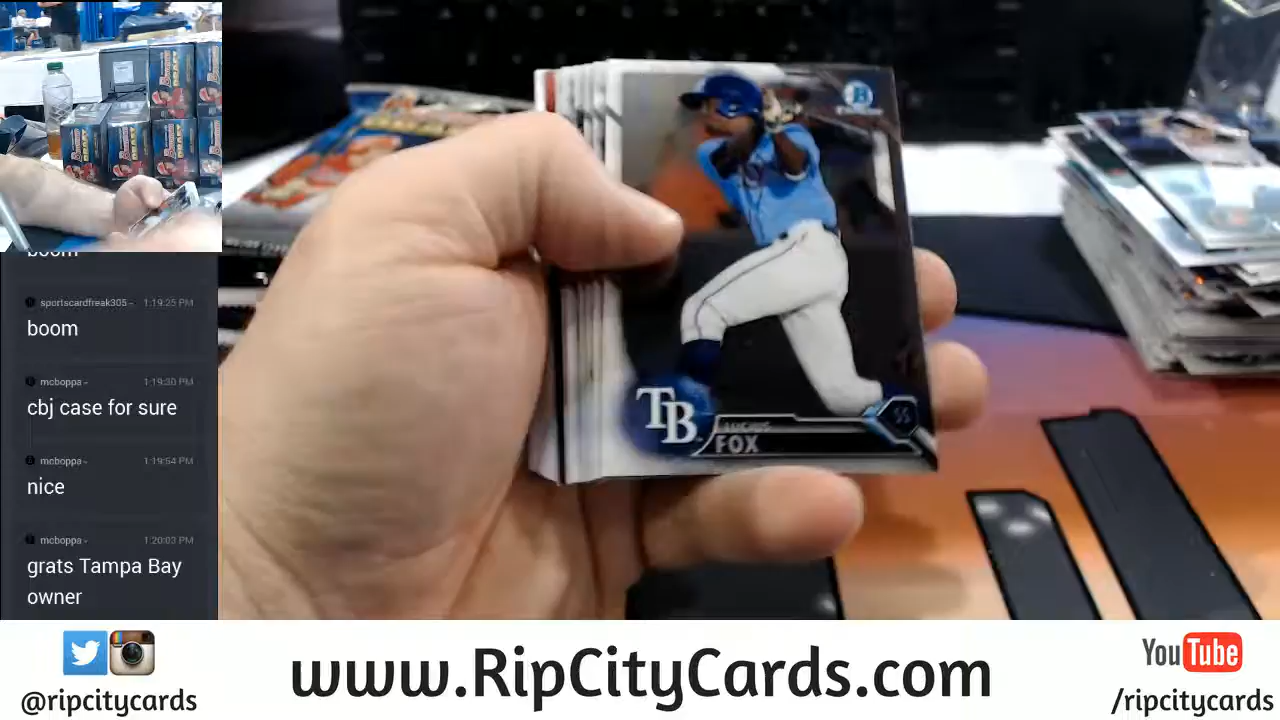 boom
sportscardfreak305 - 1:19:25 PM
boom
mcboppa - 1:19:30 PM
cbj case for sure
mcboppa - 1:19:54 PM
nice
mcboppa - 1:20:03 PM
grats Tampa Bay
owner
TB
FOX
www.RipCityCards.com
@ripcitycards
You Tube
/ripcitycards